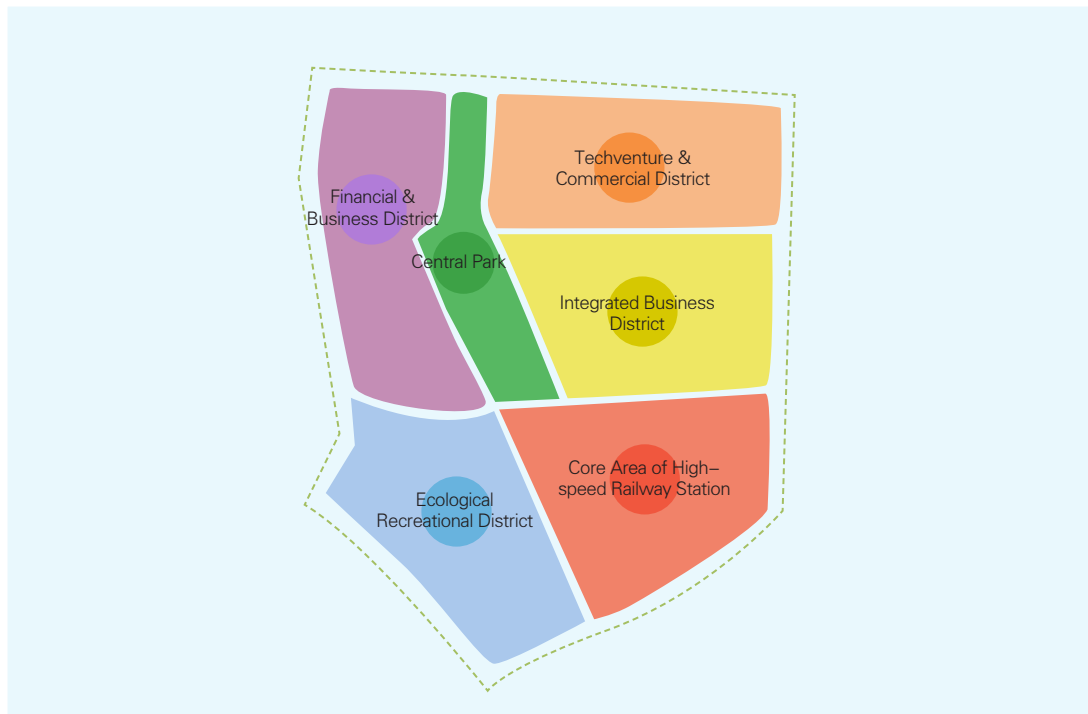 Techventure &
Commercial District
Financial &
Business District
Central Park
Integrated Business
District
Core Area of High–
speed Railway Station
Ecological
Recreational District